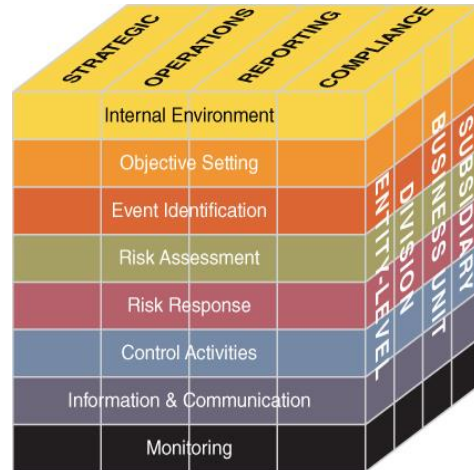 STRATEGIC
OPERATIONS
REPORTING
COMPLIANCE
Internal Environment
Objective Setting
Event Identification
Risk Assessment
Risk Response
Control Activities
Information & Communication
Monitoring
ENTITY-LEVEL
DIVISION
BUSINESS UNIT
SUBSIDIARY